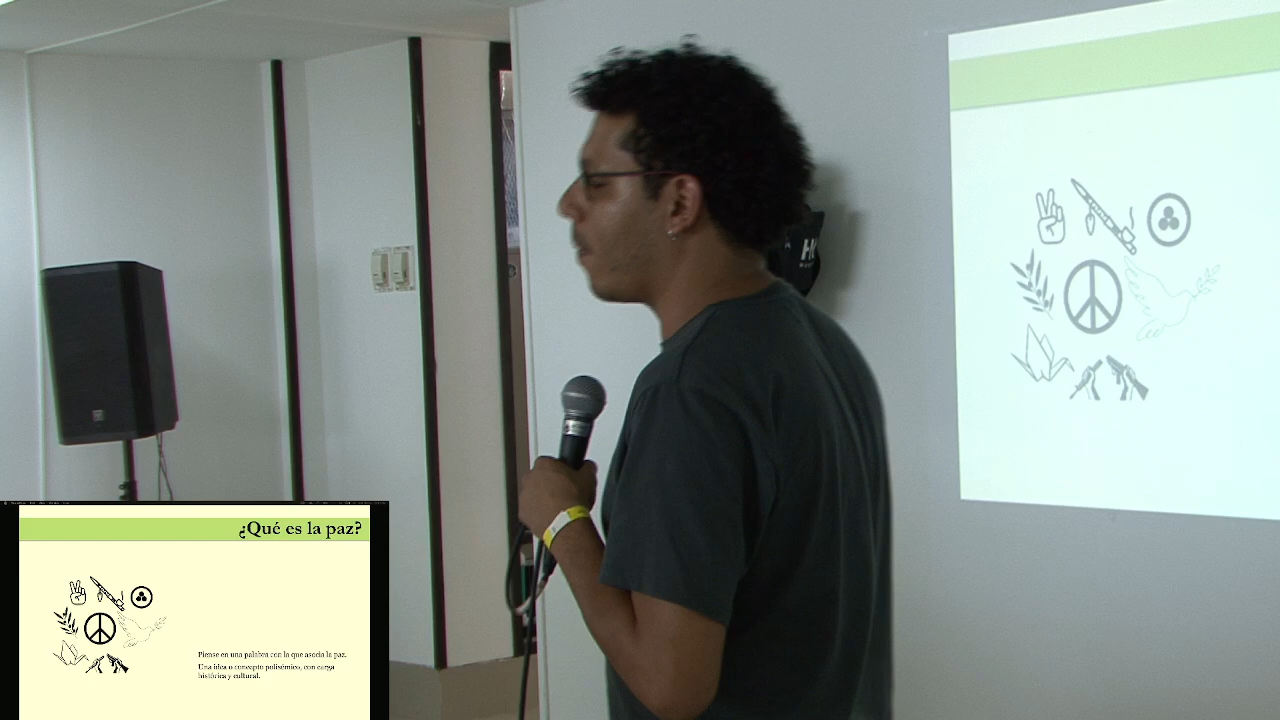 ¿Qué es la paz?
Piense en una palabra con la que asocia la paz.
Una idea o concepto polisémico, con carga
histórica y cultural.